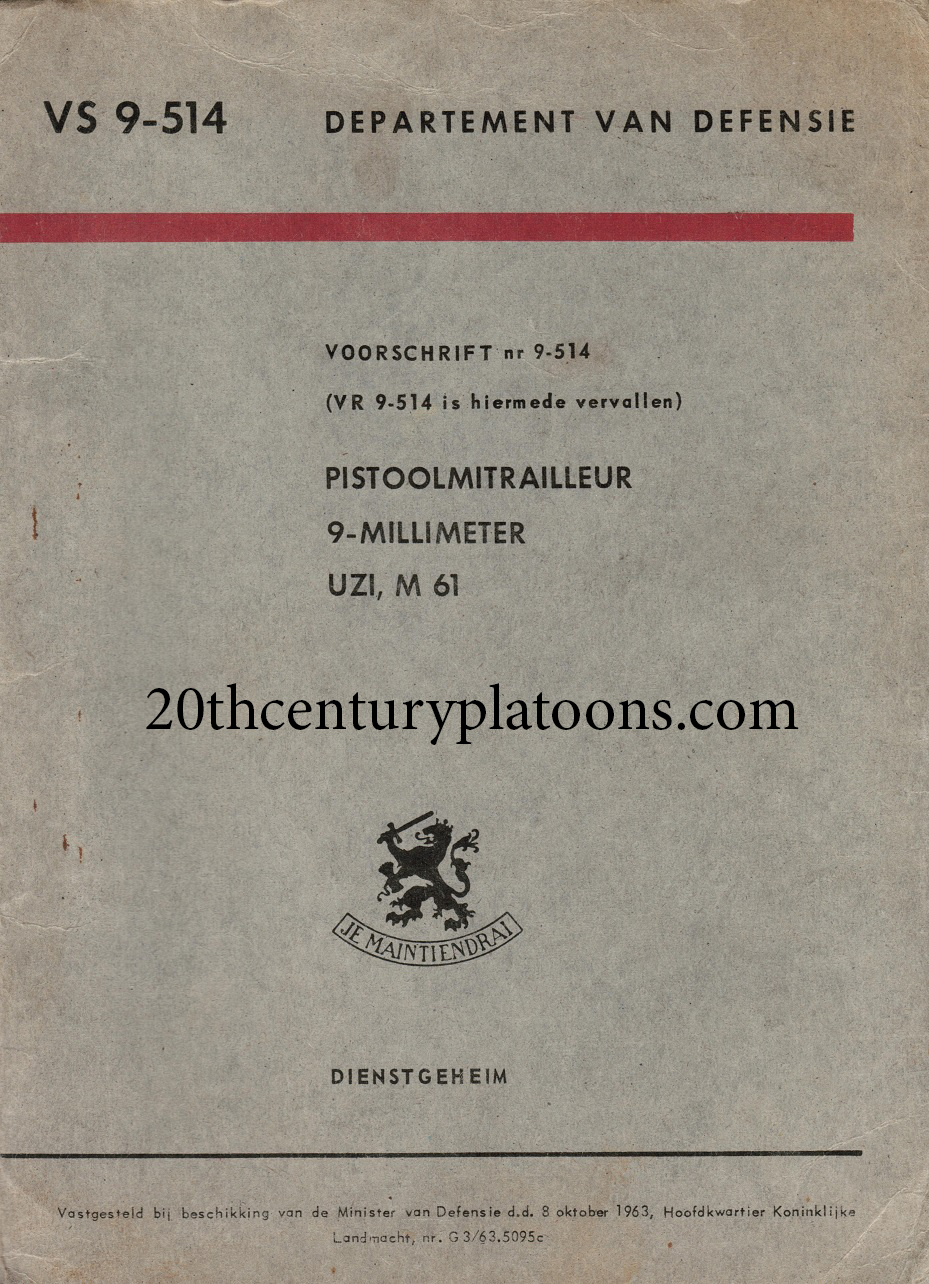 VS 9-514 DEPARTEMENT VAN DEFENSIE
VOORSCHRIFT nr 9-514
(VR 9-514 is hiermede vervallen)
PISTOOLMITRAILLEUR
9-MILLIMETER
UZI, M 61
20thcenturyplatoons.com
JE MAINTIENDRAI
DIENSTGEHEIM
Vastgesteld bij beschikking van de Minister van Defensie d.d. 8 oktober 1963, Hoofdkwartier Koninklijke
Landmacht, nr. G 3/63.5095c